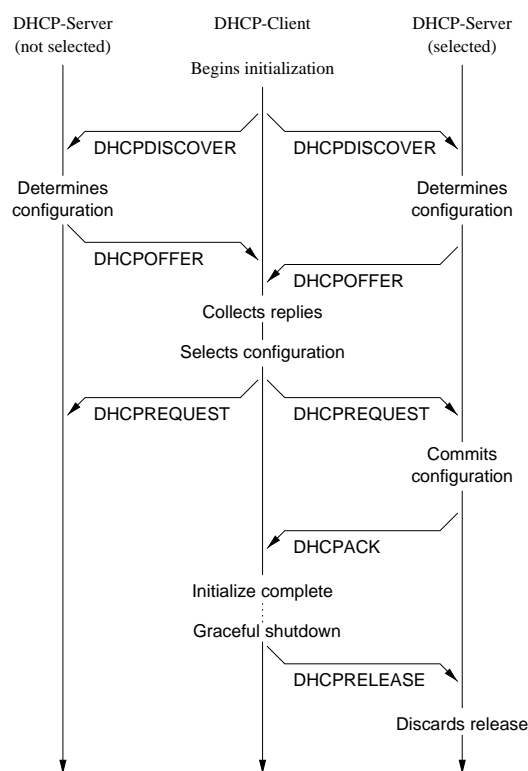 DHCP-Server
(not selected)
DHCP-Client
DHCP-Server
(selected)
Begins initialization
DHCPDISCOVER
DHCPDISCOVER
Determines
configuration
Determines
configuration
DHCPOFFER
DHCPOFFER
Collects replies
Selects configuration
DHCPREQUEST
DHCPREQUEST
Commits
configuration
DHCPACK
Initialize complete
Graceful shutdown
DHCPRELEASE
Discards release